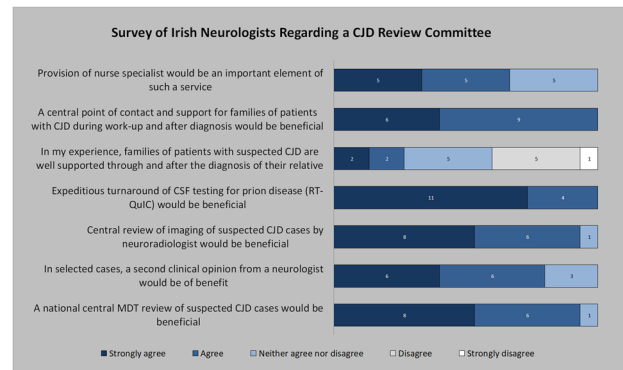 Survey of Irish Neurologists Regarding a CJD Review Committee
Provision of nurse specialist would be an important element of
such a service
5 5 5
A central point of contact and support for families of patients
with CJD during work-up and after diagnosis would be beneficial
6 9
In my experience, families of patients with suspected CJD are
well supported through and after the diagnosis of their relative
2 2 5 5 1
Expeditious turnaround of CSF testing for prion disease (RT-
QuIC) would be beneficial
11 4
Central review of imaging of suspected CJD cases by
neuroradiologist would be beneficial
8 6 1
In selected cases, a second clinical opinion from a neurologist
would be of benefit
6 6 3
A national central MDT review of suspected CJD cases would be
beneficial
8 6 1
Strongly agree Agree Neither agree nor disagree Disagree Strongly disagree